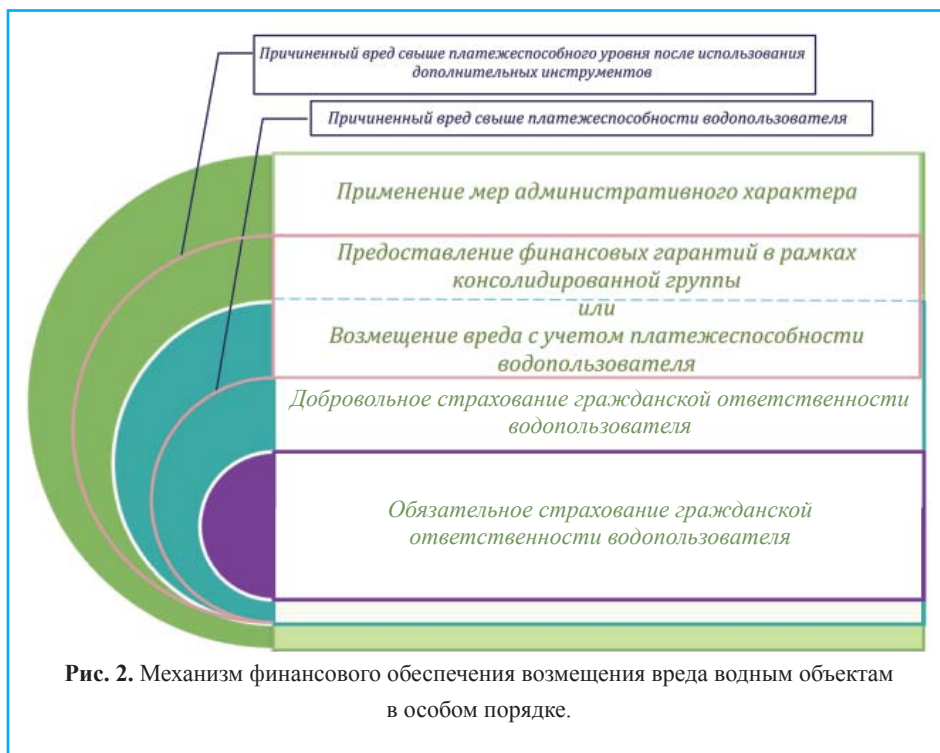 Причиненный вред свыше платежеспособного уровня после использования
дополнительных инструментов
Причиненный вред свыше платежеспособности водопользователя
Применение мер административного характера
Предоставление финансовых гарантий в рамках
консолидированной группы
или
Возмещение вреда с учетом платежеспособности
водопользователя
Добровольное страхование гражданской ответственности
водопользователя
Обязательное страхование гражданской
ответственности водопользователя
Рис. 2. Механизм финансового обеспечения возмещения вреда водным объектам
в особом порядке.